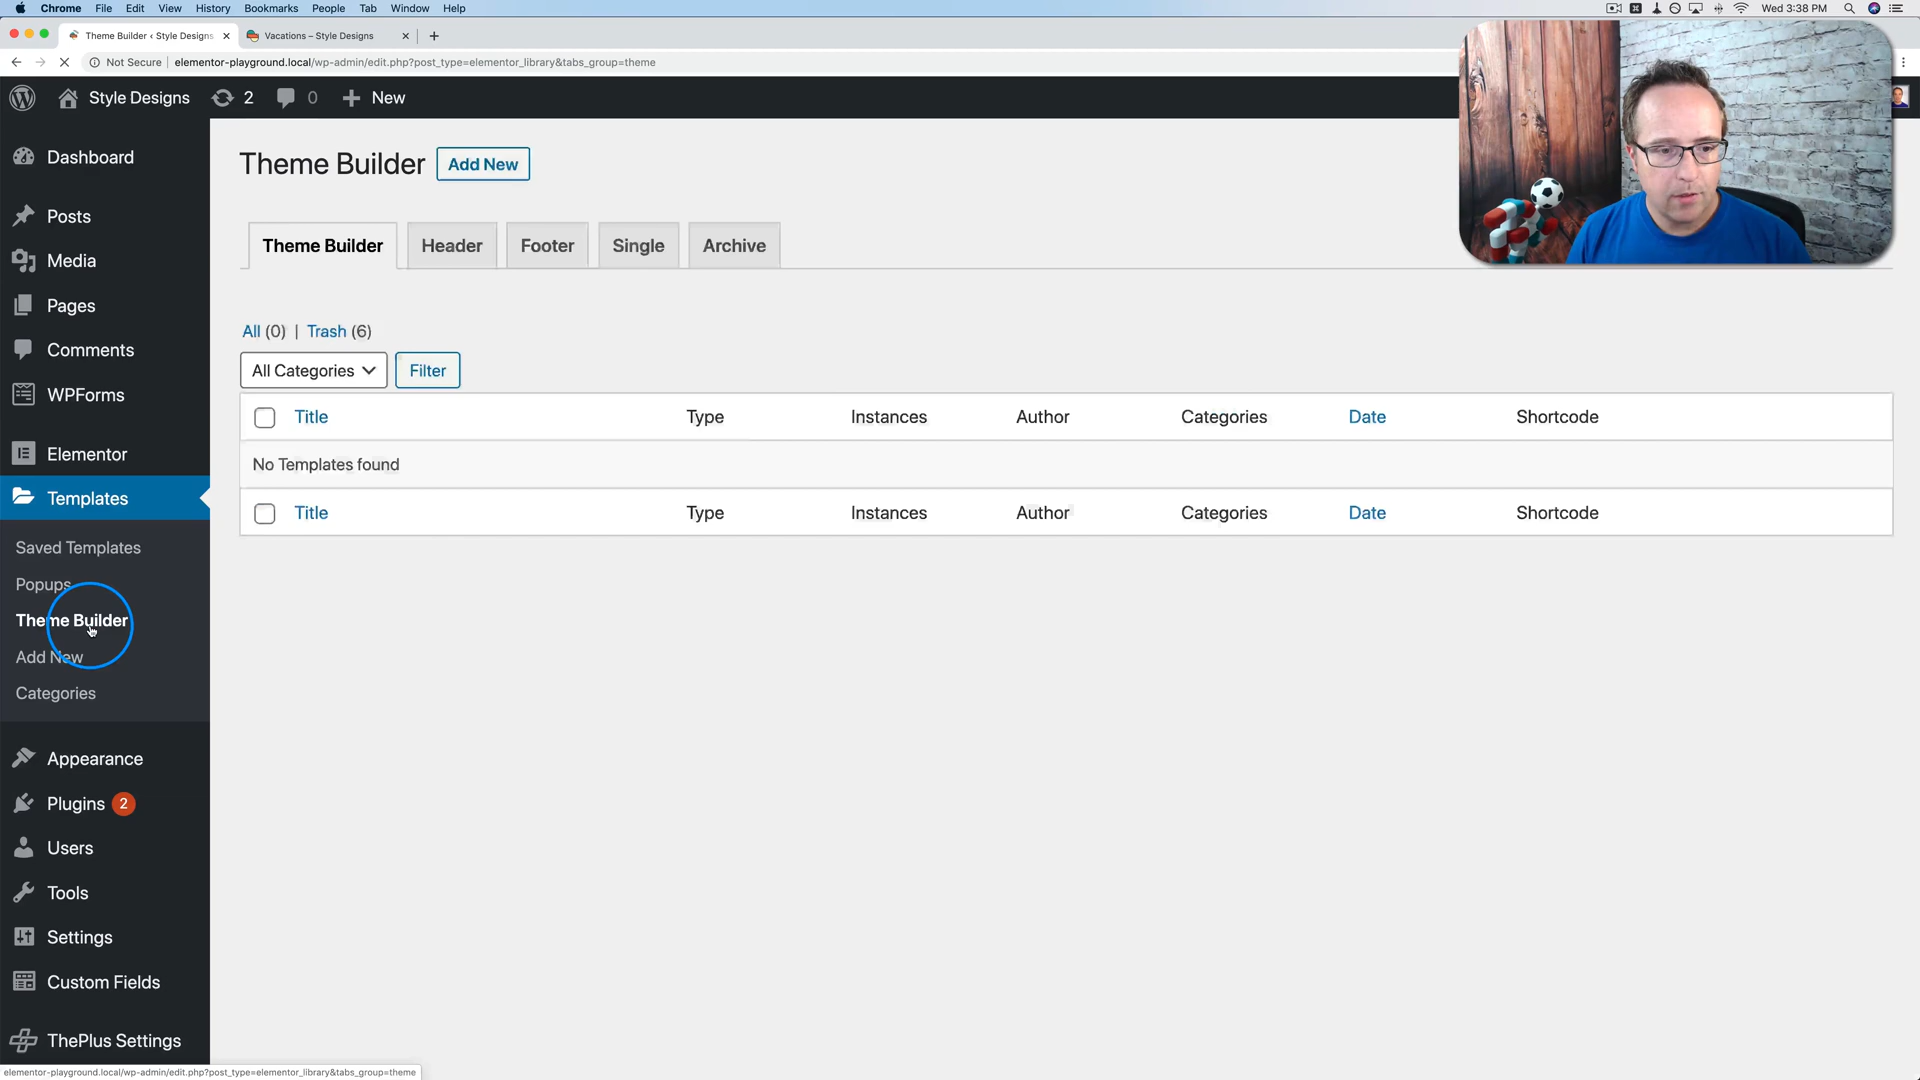 Chrome File Edit View History Bookmarks People Tab Window Help Wed 3:38 PM
Theme Builder ‹ Style Designs Vacations – Style Designs
Not Secure elementor-playground.local/wp-admin/edit.php?post_type=elementor_library&tabs_group=theme
Style Designs 2 0 New
Dashboard
Posts
Media
Pages
Comments
WPForms
Elementor
Templates
Saved Templates
Popups
Theme Builder
Add New
Categories
Appearance
Plugins 2
Users
Tools
Settings
Custom Fields
ThePlus Settings
Theme Builder Add New
Theme Builder Header Footer Single Archive
All (0) | Trash (6)
All Categories Filter
Title Type Instances Author Categories Date Shortcode
No Templates found
Title Type Instances Author Categories Date Shortcode
elementor-playground.local/wp-admin/edit.php?post_type=elementor_library&tabs_group=theme